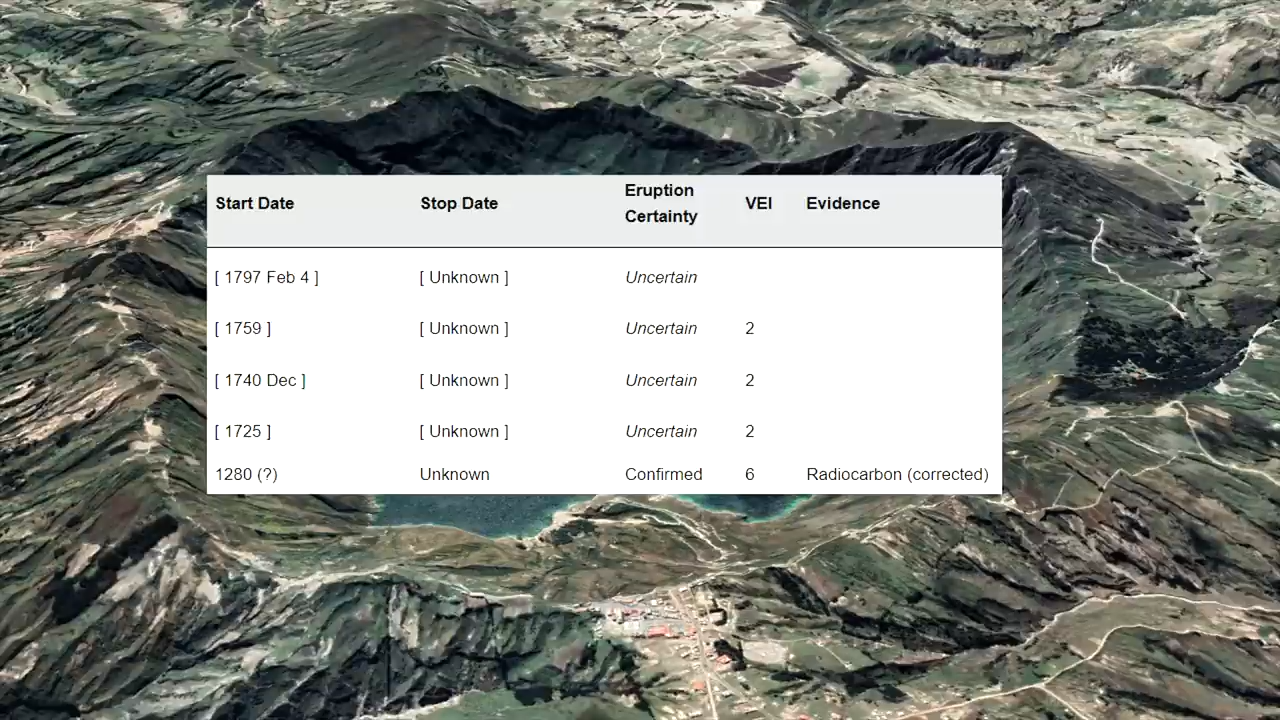 Start Date Stop Date Eruption Certainty VEI Evidence
[ 1797 Feb 4 ] [ Unknown ] Uncertain
[ 1759 ] [ Unknown ] Uncertain 2
[ 1740 Dec ] [ Unknown ] Uncertain 2
[ 1725 ] [ Unknown ] Uncertain 2
1280 (?) Unknown Confirmed 6 Radiocarbon (corrected)